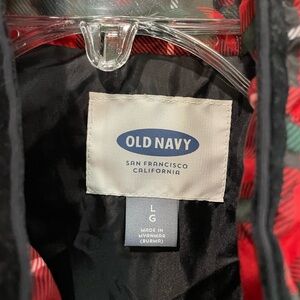 OLD NAVY
SAN FRANCISCO
CALIFORNIA
L
G
MADE IN
MYANMAR
(BURMA)